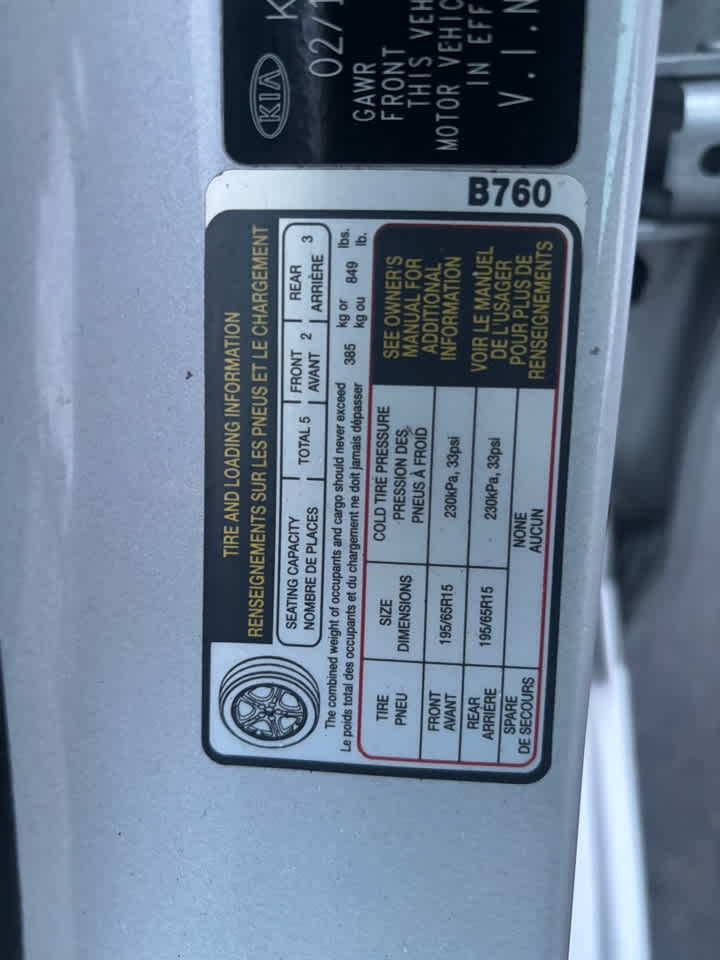 KIA
K
02/1
GAWR
FRONT
THIS VEH
MOTOR VEHIC
IN EFF
V.I.N
B760
TIRE AND LOADING INFORMATION
RENSEIGNEMENTS SUR LES PNEUS ET LE CHARGEMENT
SEATING CAPACITY
NOMBRE DE PLACES
TOTAL 5
FRONT
AVANT
2
REAR
ARRIÈRE
3
The combined weight of occupants and cargo should never exceed 385 kg or 849 lbs.
Le poids total des occupants et du chargement ne doit jamais dépasser kg ou lb.
TIRE
PNEU
SIZE
DIMENSIONS
COLD TIRE PRESSURE
PRESSION DES
PNEUS À FROID
FRONT
AVANT
195/65R15
230kPa, 33psi
REAR
ARRIÈRE
195/65R15
230kPa, 33psi
SPARE
DE SECOURS
NONE
AUCUN
SEE OWNER'S
MANUAL FOR
ADDITIONAL
INFORMATION
VOIR LE MANUEL
DE L'USAGER
POUR PLUS DE
RENSEIGNEMENTS